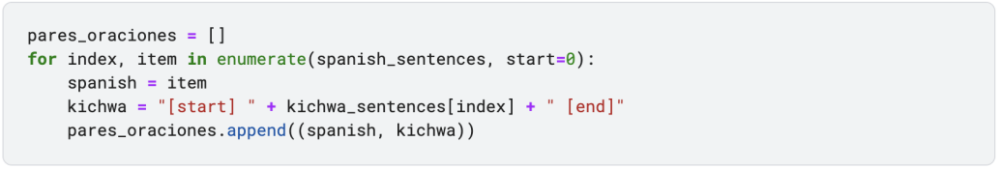 pares_oraciones = []
for index, item in enumerate(spanish_sentences, start=0):
    spanish = item
    kichwa = "[start] " + kichwa_sentences[index] + " [end]"
    pares_oraciones.append((spanish, kichwa))